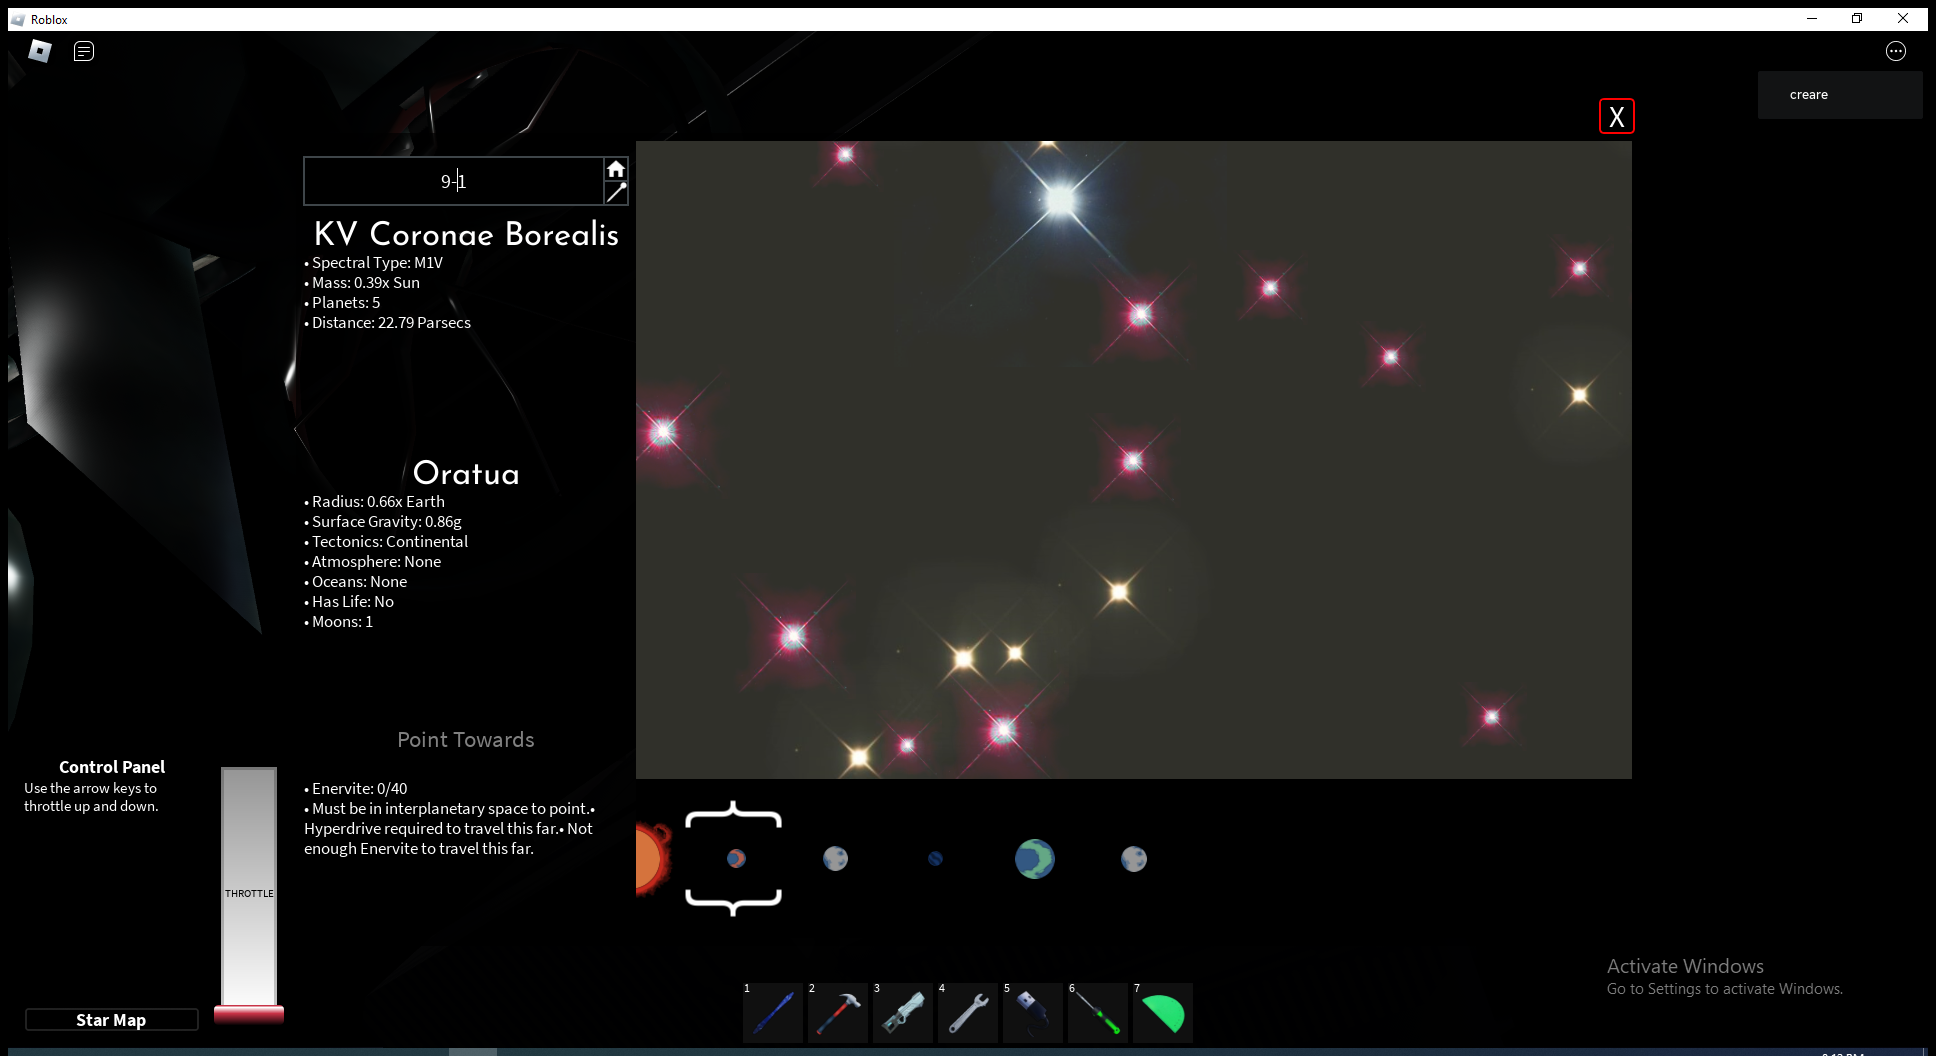 Roblox
creare
X
9-1
KV Coronae Borealis
• Spectral Type: M1V
• Mass: 0.39x Sun
• Planets: 5
• Distance: 22.79 Parsecs
Oratua
• Radius: 0.66x Earth
• Surface Gravity: 0.86g
• Tectonics: Continental
• Atmosphere: None
• Oceans: None
• Has Life: No
• Moons: 1
Point Towards
• Enervite: 0/40
• Must be in interplanetary space to point.•
Hyperdrive required to travel this far.• Not
enough Enervite to travel this far.
Control Panel
Use the arrow keys to
throttle up and down.
THROTTLE
Star Map
1 2 3 4 5 6 7
Activate Windows
Go to Settings to activate Windows.